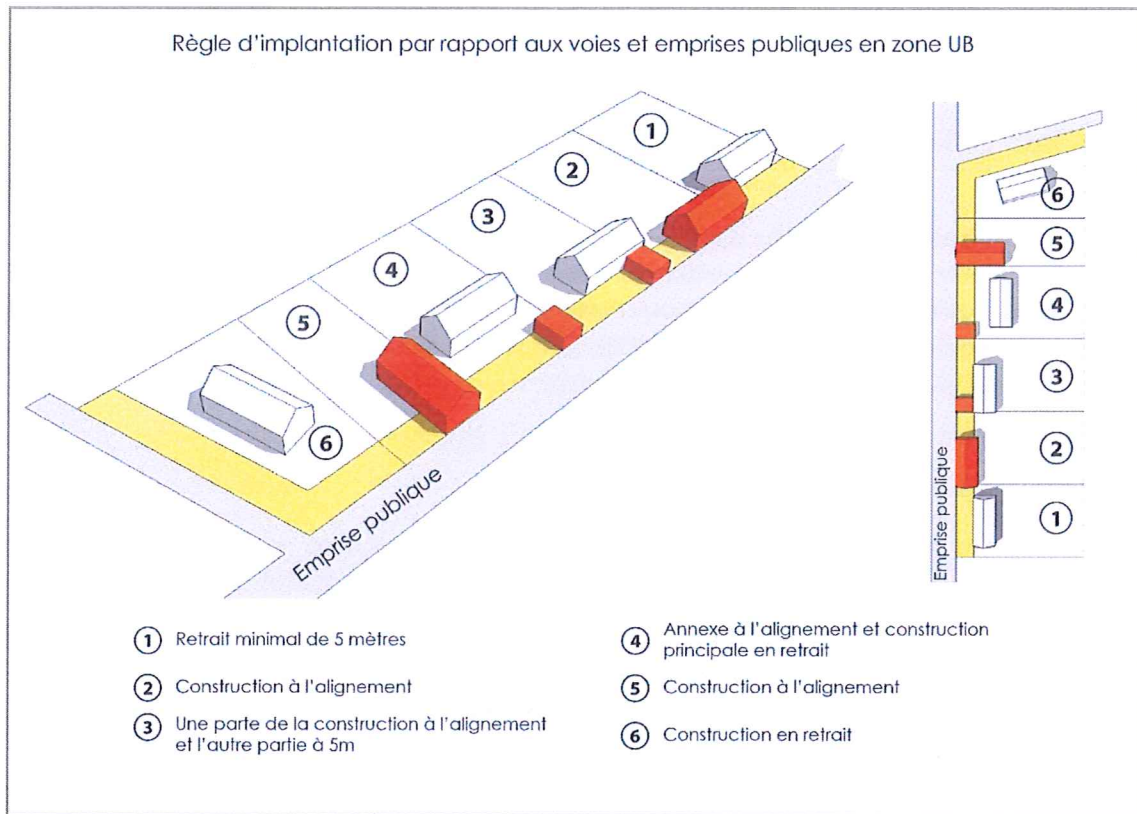 Règle d'implantation par rapport aux voies et emprises publiques en zone UB
1
2
3
4
5
6
Emprise publique
6
5
4
3
2
1
Emprise publique
1 Retrait minimal de 5 mètres
2 Construction à l'alignement
3 Une parte de la construction à l'alignement
et l'autre partie à 5m
4 Annexe à l'alignement et construction
principale en retrait
5 Construction à l'alignement
6 Construction en retrait